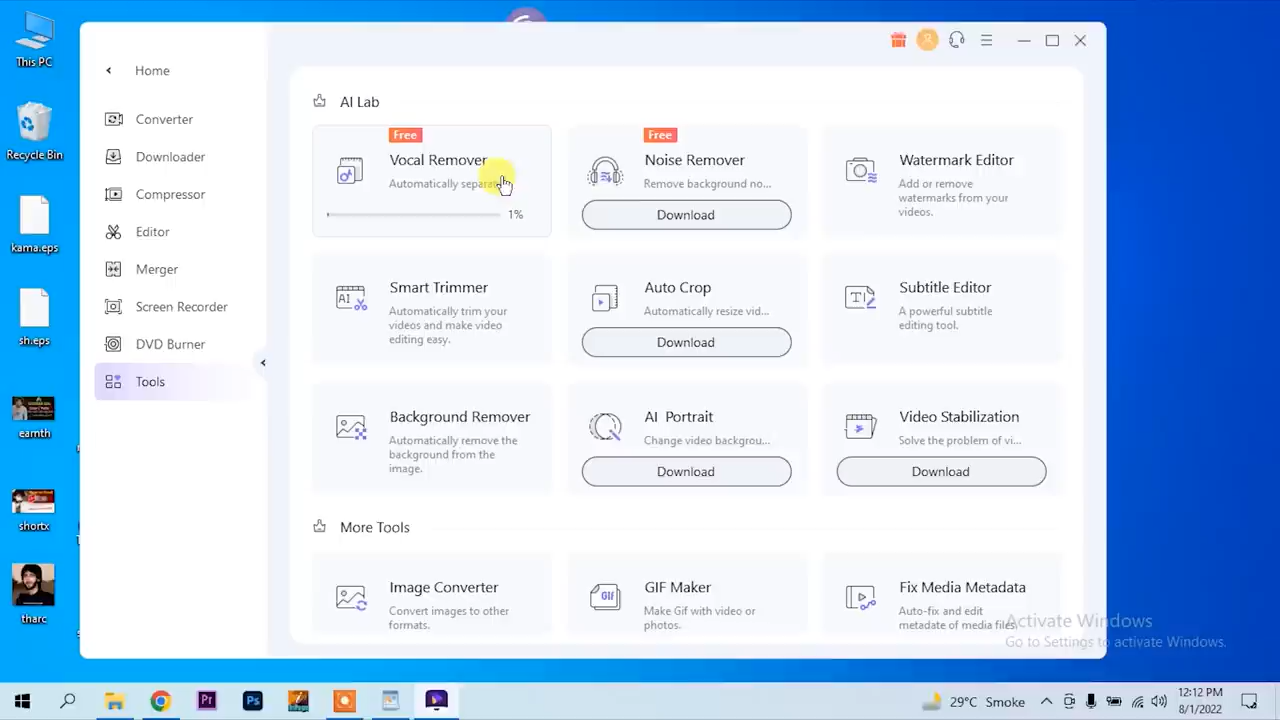 This PC
Recycle Bin
kama.eps
sh.eps
eamth
shortx
tharc
Home
Converter
Downloader
Compressor
Editor
Merger
Screen Recorder
DVD Burner
Tools
AI Lab
Free
Vocal Remover
Automatically separat
1%
Free
Noise Remover
Remove background no...
Download
Watermark Editor
Add or remove
watermarks from your
videos.
Smart Trimmer
Automatically trim your
videos and make video
editing easy.
Auto Crop
Automatically resize vid...
Download
Subtitle Editor
A powerful subtitle
editing tool.
Background Remover
Automatically remove the
background from the
image.
AI Portrait
Change video backgrou...
Download
Video Stabilization
Solve the problem of vi...
Download
More Tools
Image Converter
Convert images to other
formats.
GIF Maker
Make Gif with video or
photos.
Fix Media Metadata
Auto-fix and edit
metadata of media files.
Activate Windows
Go to Settings to activate Windows.
29°C Smoke
12:12 PM
8/1/2022